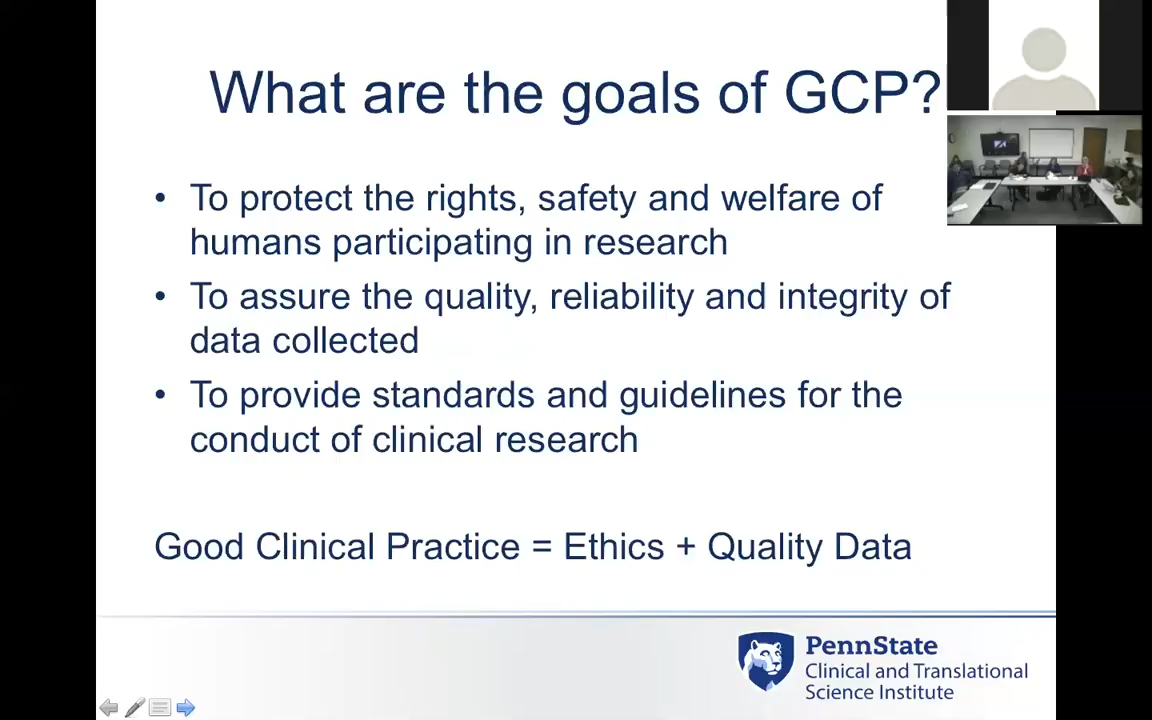 What are the goals of GCP?
• To protect the rights, safety and welfare of
humans participating in research
• To assure the quality, reliability and integrity of
data collected
• To provide standards and guidelines for the
conduct of clinical research
Good Clinical Practice = Ethics + Quality Data
PennState
Clinical and Translational
Science Institute